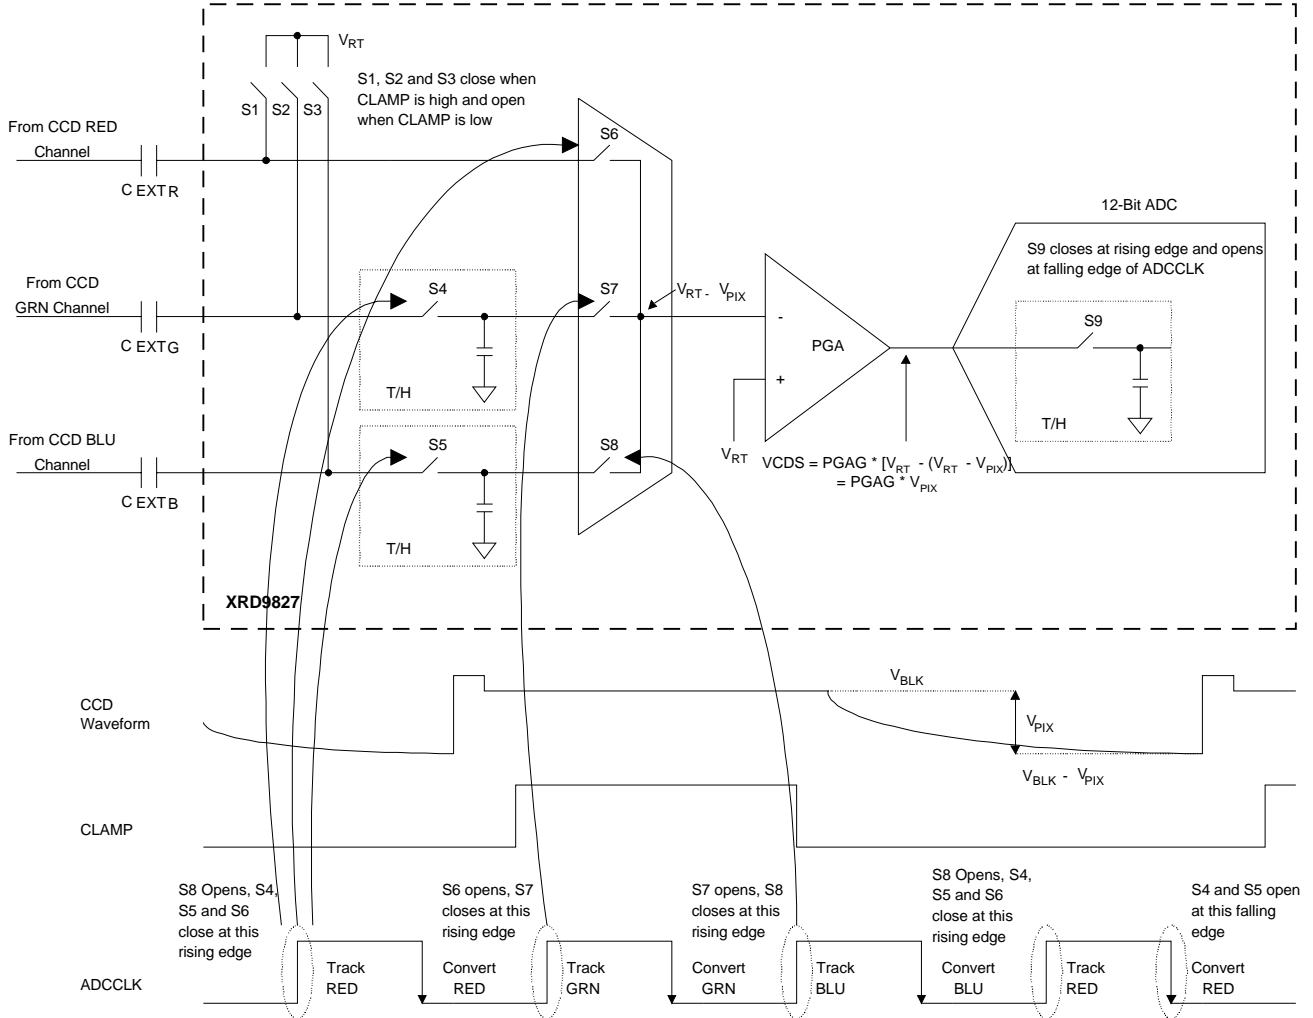 V_RT
S1, S2 and S3 close when
CLAMP is high and open
when CLAMP is low
S1 S2 S3
From CCD RED
Channel
C EXTR
S6
12-Bit ADC
S9 closes at rising edge and opens
at falling edge of ADCCLK
From CCD
GRN Channel
C EXTG
S4
T/H
S7
V_RT - V_PIX
-
PGA
+
V_RT
S9
T/H
From CCD BLU
Channel
C EXTB
S5
T/H
S8
VCDS = PGAG * [V_RT - (V_RT - V_PIX)]
= PGAG * V_PIX
XRD9827
CCD
Waveform
V_BLK
V_PIX
V_BLK - V_PIX
CLAMP
S8 Opens, S4,
S5 and S6
close at this
rising edge
S6 opens, S7
closes at this
rising edge
S7 opens, S8
closes at this
rising edge
S8 Opens, S4,
S5 and S6
close at this
rising edge
S4 and S5 open
at this falling
edge
ADCCLK
Track
RED
Convert
RED
Track
GRN
Convert
GRN
Track
BLU
Convert
BLU
Track
RED
Convert
RED